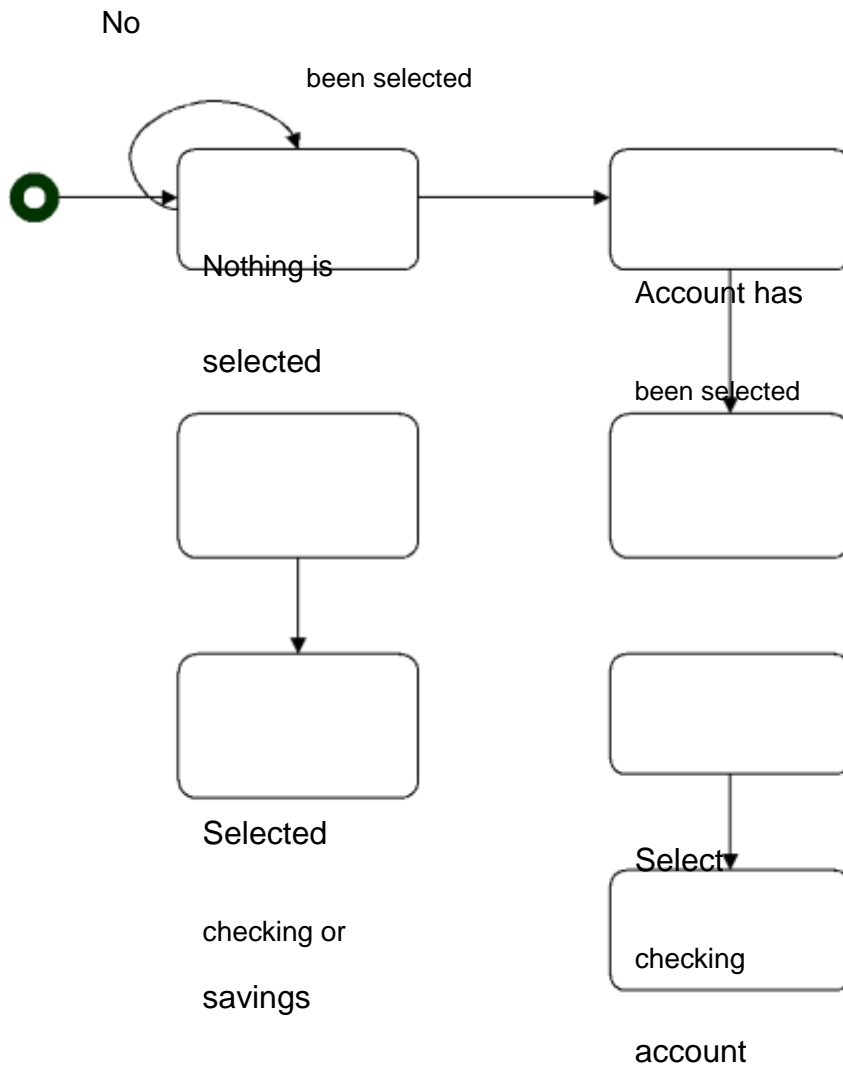 No
been selected
Nothing is
selected
Account has
been selected
Selected
checking or
savings
Select
checking
account